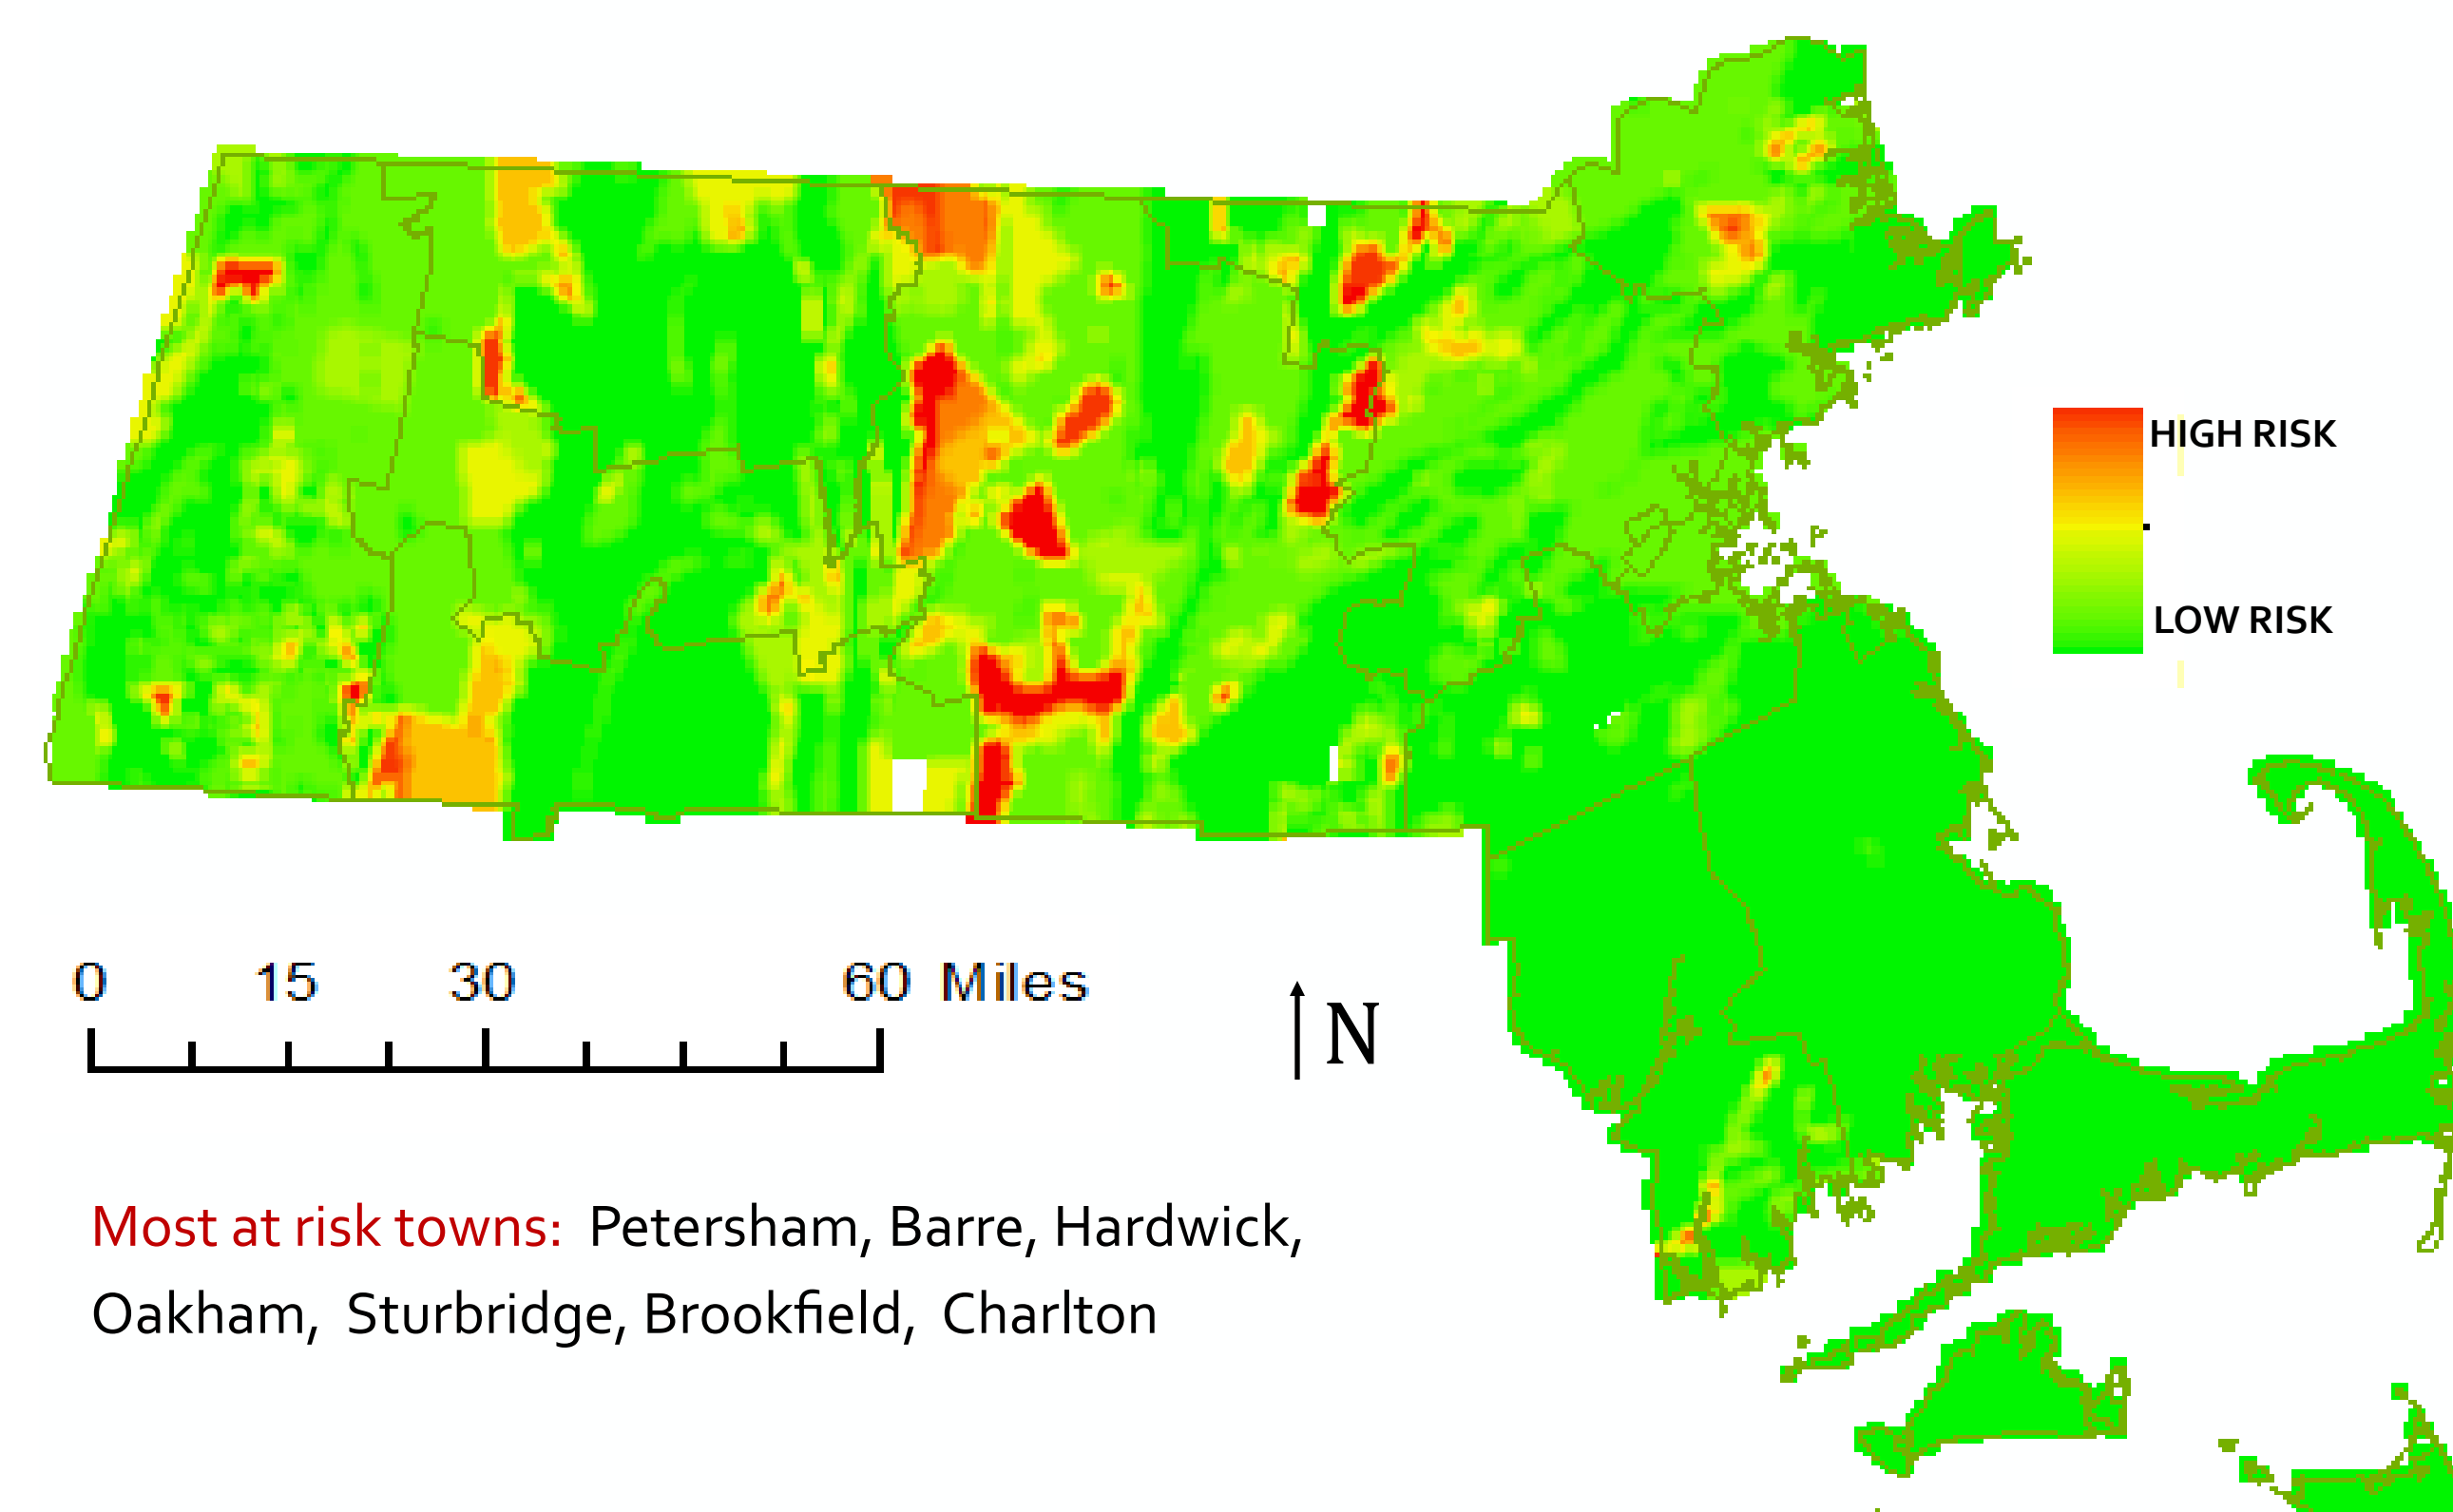 HIGH RISK
LOW RISK
0 15 30 60 Miles
N
Most at risk towns: Petersham, Barre, Hardwick,
Oakham, Sturbridge, Brookfield, Charlton